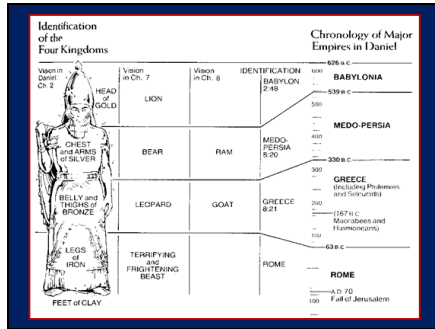 Identification
of the
Four Kingdoms
Chronology of Major
Empires in Daniel
Vision in
Daniel:
Ch. 2
Vision
in Ch. 7
Vision
in Ch. 8
IDENTIFICATION
HEAD
of
GOLD
LION
BABYLON
2:48
CHEST
and ARMS
of SILVER
BEAR
RAM
MEDO-
PERSIA
8:20
BELLY and
THIGHS of
BRONZE
LEOPARD
GOAT
GREECE
8:21
LEGS
of
IRON
TERRIFYING
and
FRIGHTENING
BEAST
ROME
FEET of CLAY
626 B.C.
600
BABYLONIA
539 B.C.
500
MEDO-PERSIA
400
330 B.C.
300
GREECE
(Including Ptolemies
and Seleucids)
200
(167 B.C.
Maccabees and
Hasmoneans)
100
63 B.C.
ROME
A.D. 70
Fall of Jerusalem
100